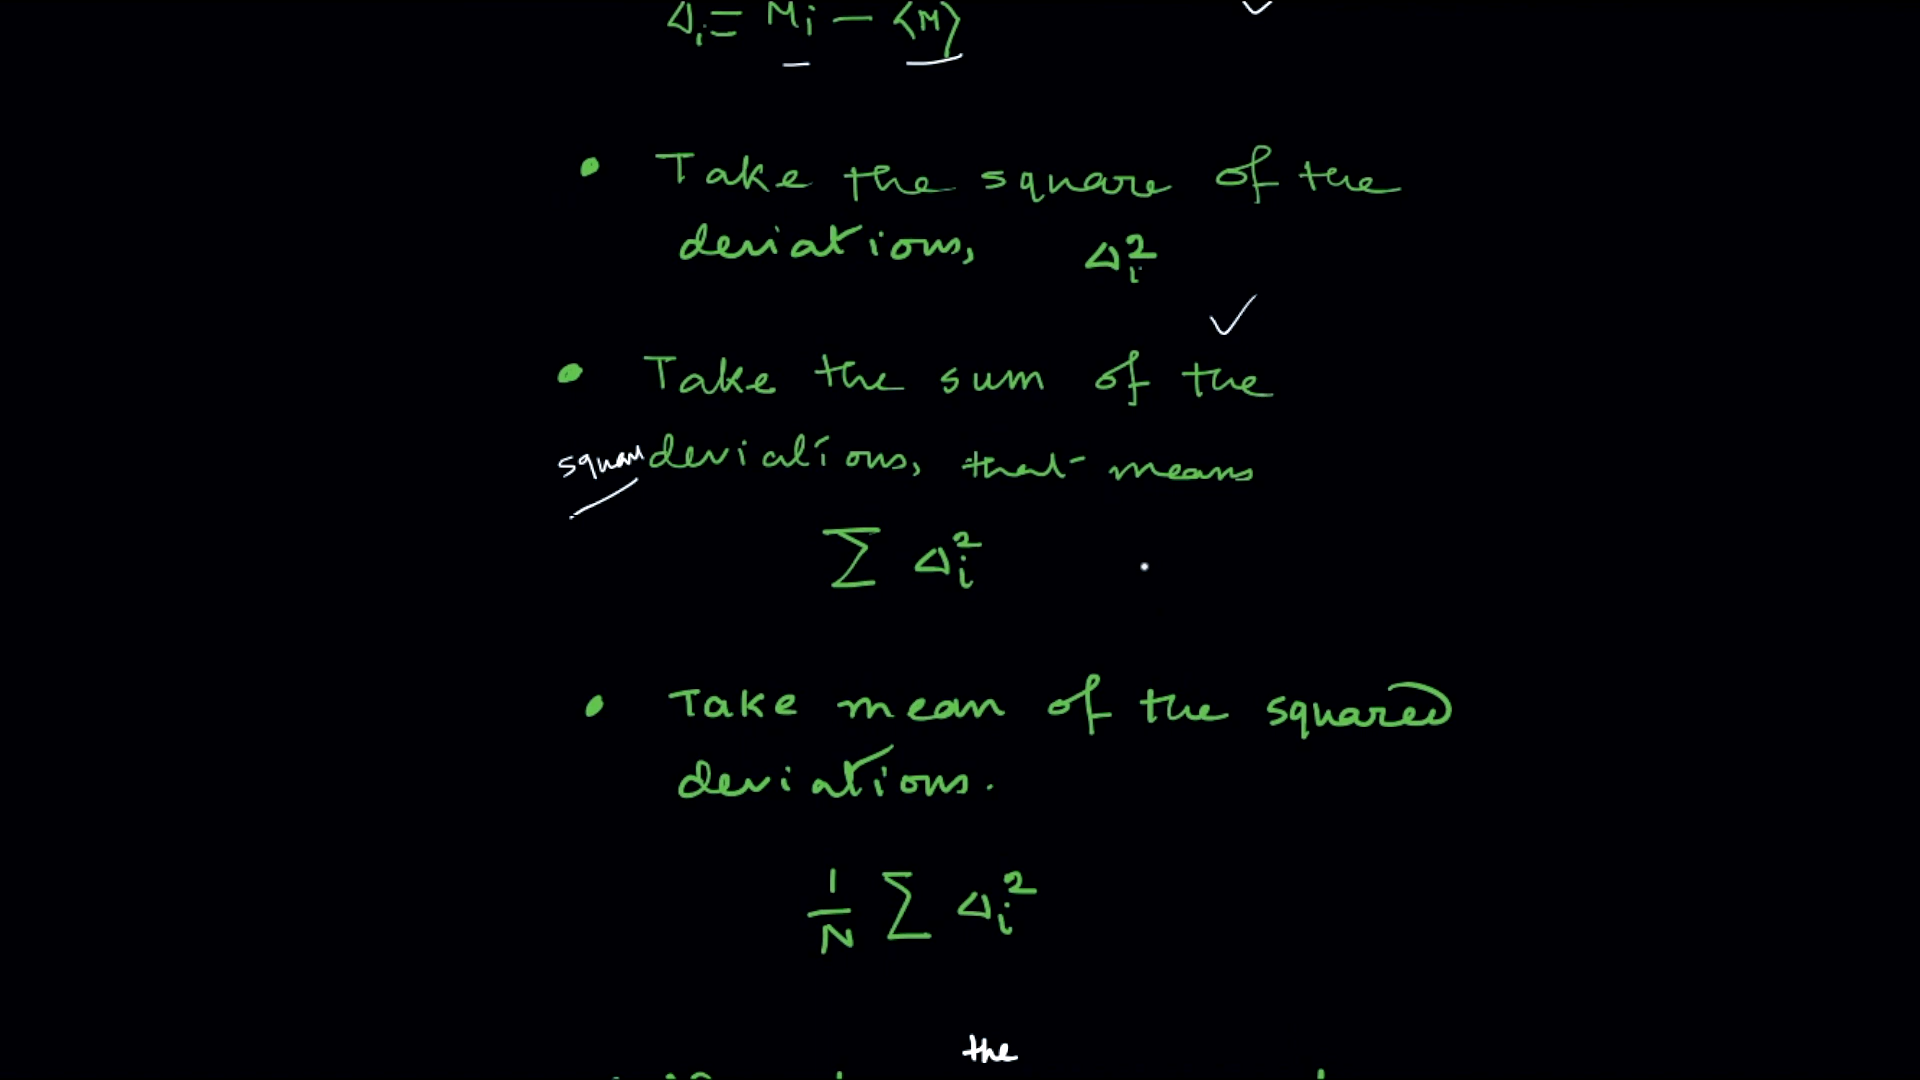 Δi = Mi − ⟨M⟩
• Take the square of the
deviations, Δi²
• Take the sum of the
square deviations, that means
∑ Δi²
• Take mean of the squared
deviations.
1/N ∑ Δi²
the